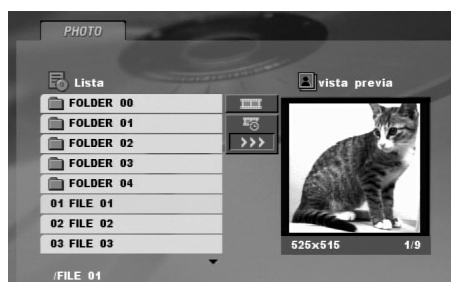 PHOTO
Lista
vista previa
FOLDER 00
FOLDER 01
FOLDER 02
FOLDER 03
FOLDER 04
01 FILE 01
02 FILE 02
03 FILE 03
>>>
525x515 1/9
/FILE 01